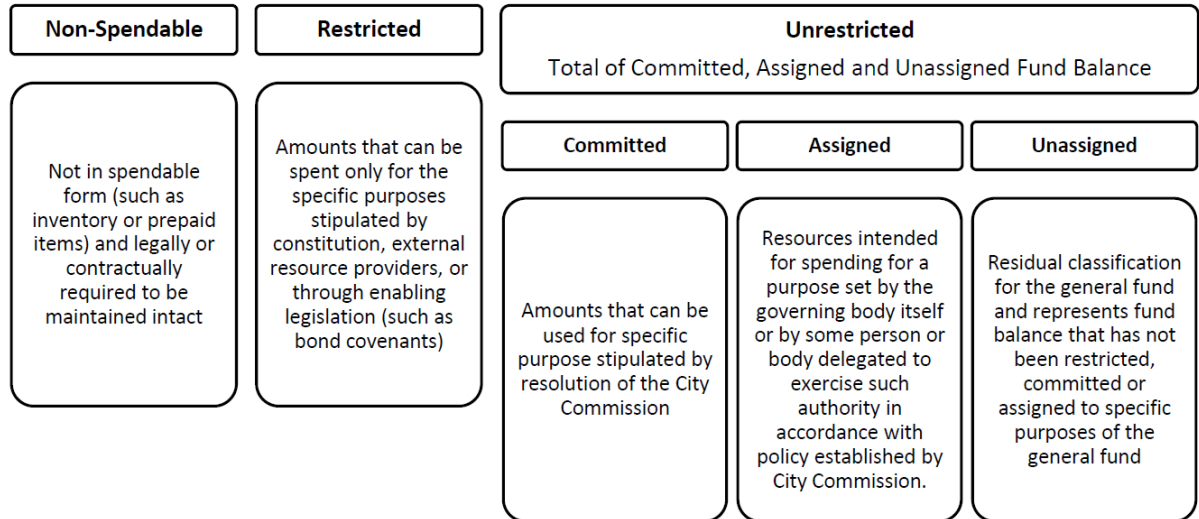 Non-Spendable
Not in spendable
form (such as
inventory or prepaid
items) and legally or
contractually
required to be
maintained intact
Restricted
Amounts that can be
spent only for the
specific purposes
stipulated by
constitution, external
resource providers, or
through enabling
legislation (such as
bond covenants)
Unrestricted
Total of Committed, Assigned and Unassigned Fund Balance
Committed
Amounts that can be
used for specific
purpose stipulated by
resolution of the City
Commission
Assigned
Resources intended
for spending for a
purpose set by the
governing body itself
or by some person or
body delegated to
exercise such
authority in
accordance with
policy established by
City Commission.
Unassigned
Residual classification
for the general fund
and represents fund
balance that has not
been restricted,
committed or
assigned to specific
purposes of the
general fund